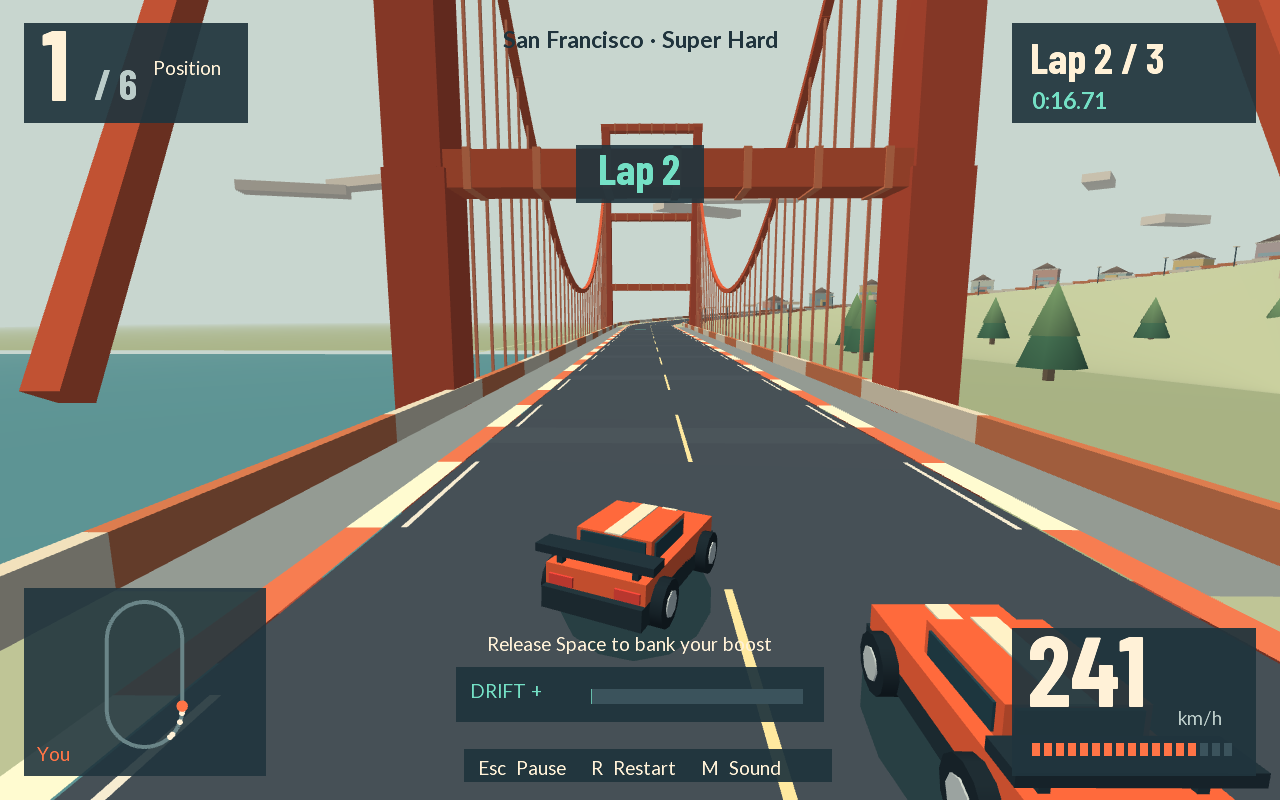 San Francisco · Super Hard
1 / 6 Position
Lap 2 / 3
0:16.71
Lap 2
Release Space to bank your boost
DRIFT +
You
241
km/h
Esc Pause R Restart M Sound